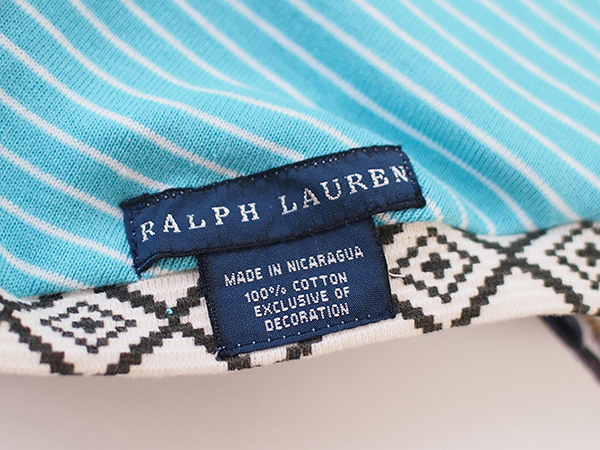 RALPH LAUREN
MADE IN NICARAGUA
100% COTTON
EXCLUSIVE OF
DECORATION